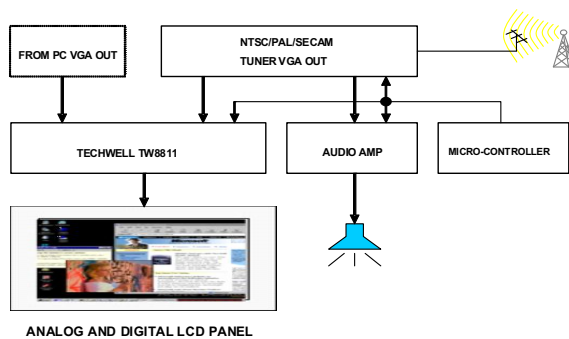 FROM PC VGA OUT
NTSC/PAL/SECAM
TUNER VGA OUT
TECHWELL TW8811
AUDIO AMP
MICRO-CONTROLLER
ANALOG AND DIGITAL LCD PANEL